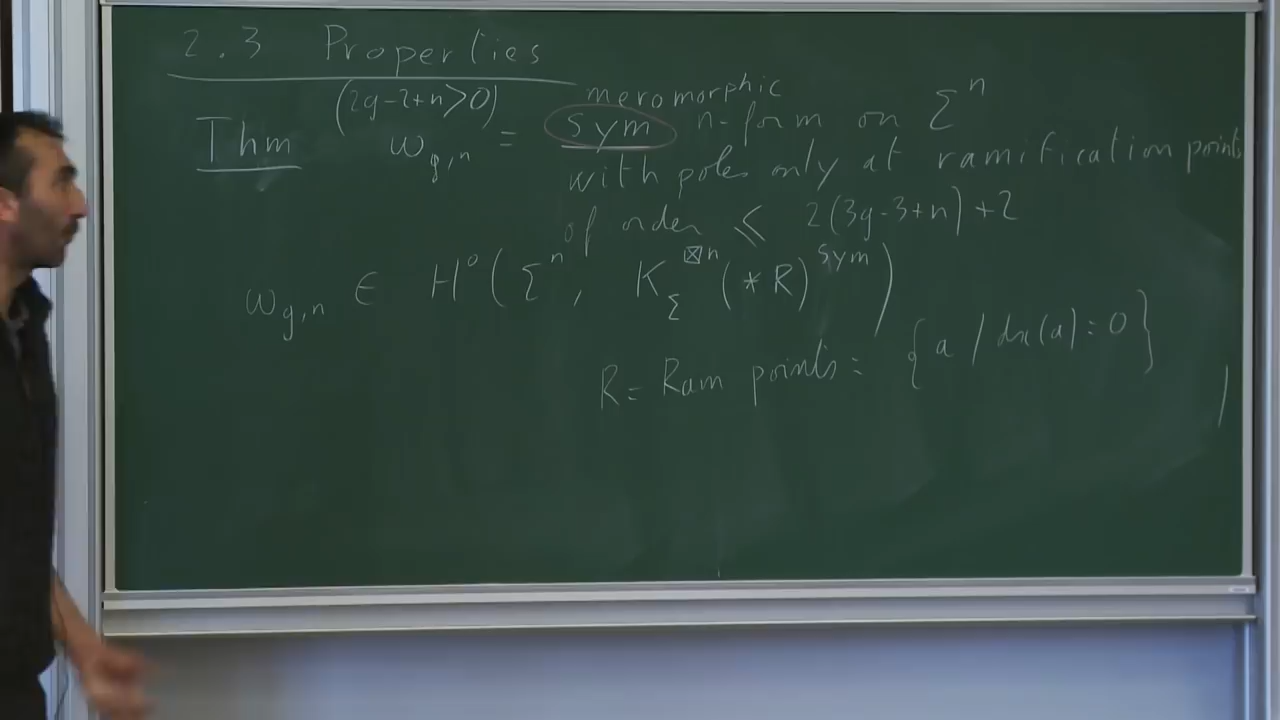 2.3 Properties
Thm (2g-2+n>0) ω_{g,n} = sym meromorphic n-form on Σ^n
with poles only at ramification points
of order ≤ 2(3g-3+n)+2
ω_{g,n} ∈ H^0(Σ^n, K_Σ^{⊠n}(*R)^{sym})
R = Ram points = {a / dx(a) = 0}